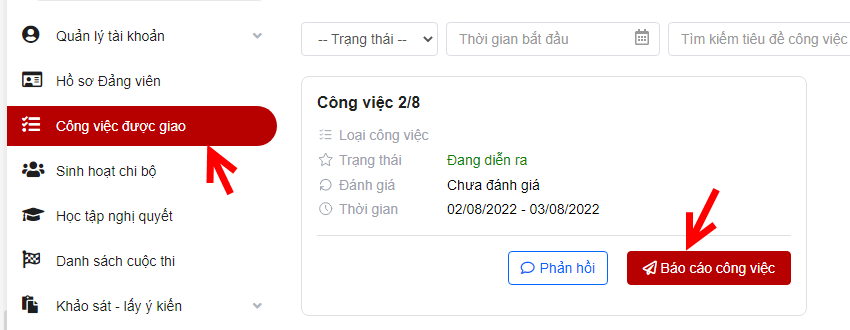 Quản lý tài khoản
Hồ sơ Đảng viên
Công việc được giao
Sinh hoạt chi bộ
Học tập nghị quyết
Danh sách cuộc thi
Khảo sát - lấy ý kiến
-- Trạng thái --
Thời gian bắt đầu
Tìm kiếm tiêu đề công việc
Công việc 2/8
Loại công việc
Trạng thái Đang diễn ra
Đánh giá Chưa đánh giá
Thời gian 02/08/2022 - 03/08/2022
Phản hồi
Báo cáo công việc